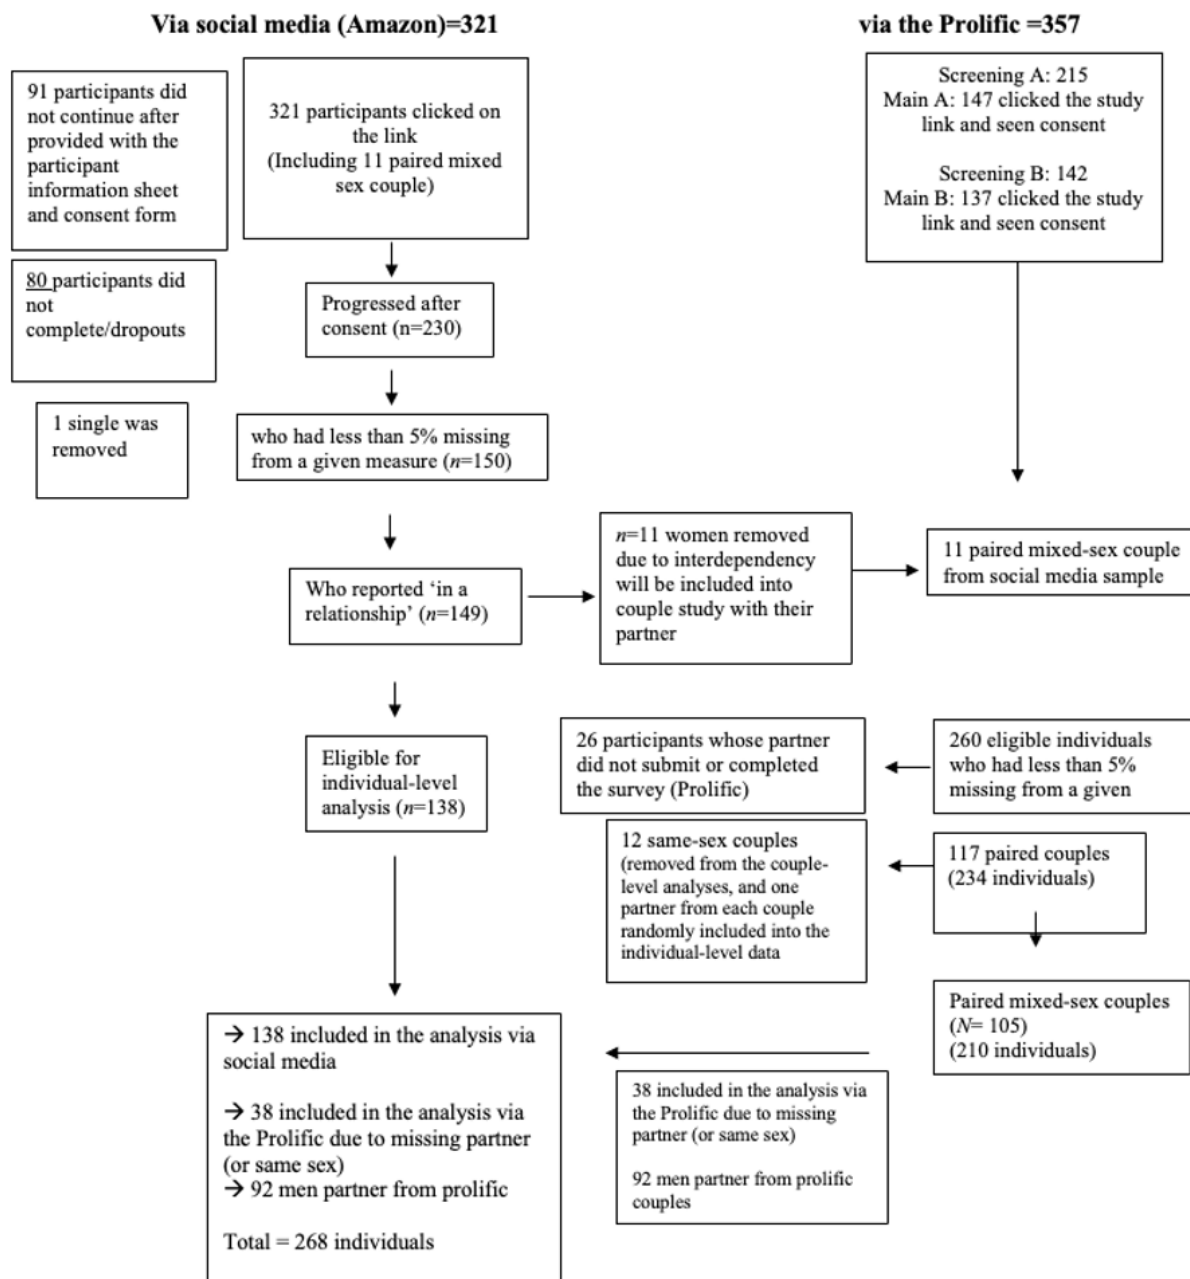 Via social media (Amazon)=321
via the Prolific =357
91 participants did
not continue after
provided with the
participant
information sheet
and consent form
321 participants clicked on
the link
(Including 11 paired mixed
sex couple)
Screening A: 215
Main A: 147 clicked the study
link and seen consent
Screening B: 142
Main B: 137 clicked the study
link and seen consent
80 participants did
not
complete/dropouts
Progressed after
consent (n=230)
1 single was
removed
who had less than 5% missing
from a given measure (n=150)
Who reported ‘in a
relationship’ (n=149)
n=11 women removed
due to interdependency
will be included into
couple study with their
partner
11 paired mixed-sex couple
from social media sample
Eligible for
individual-level
analysis (n=138)
26 participants whose partner
did not submit or completed
the survey (Prolific)
260 eligible individuals
who had less than 5%
missing from a given
12 same-sex couples
(removed from the couple-
level analyses, and one
partner from each couple
randomly included into the
individual-level data
117 paired couples
(234 individuals)
Paired mixed-sex couples
(N= 105)
(210 individuals)
→ 138 included in the analysis via
social media
→ 38 included in the analysis via
the Prolific due to missing partner
(or same sex)
→ 92 men partner from prolific
Total = 268 individuals
38 included in the analysis via
the Prolific due to missing
partner (or same sex)
92 men partner from prolific
couples